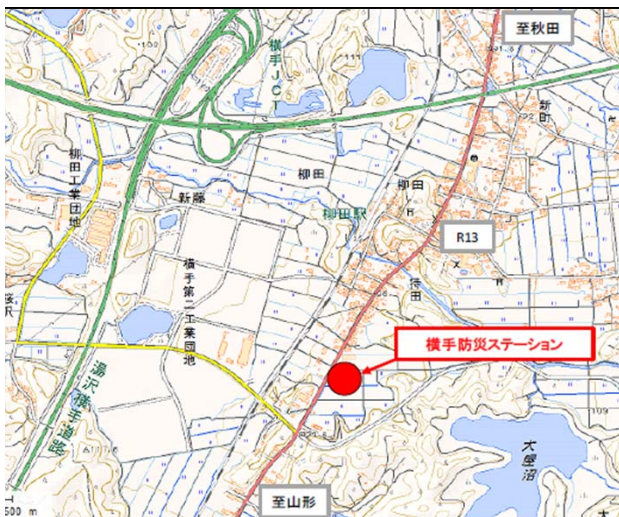 至秋田
横手JCT
新町
柳田工業団地
柳田
柳田
新藤
柳田駅
R13
持田
横手第二工業団地
横手防災ステーション
湯沢横手道路
大屋沼
至山形
500 m